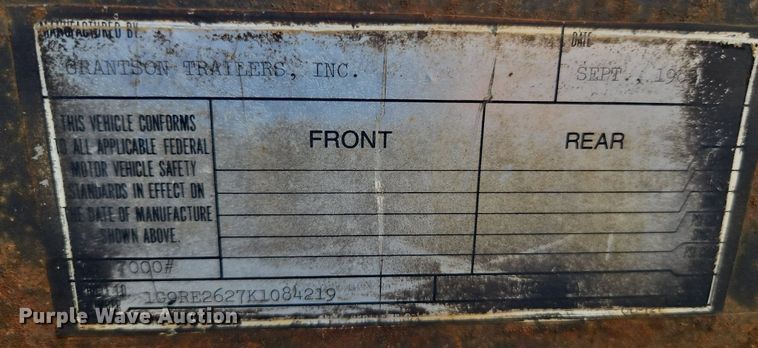 MANUFACTURED BY: DATE
GRANTSON TRAILERS, INC. SEPT.,
THIS VEHICLE CONFORMS
TO ALL APPLICABLE FEDERAL
MOTOR VEHICLE SAFETY
STANDARDS IN EFFECT ON
THE DATE OF MANUFACTURE
SHOWN ABOVE.
FRONT REAR
7000#
1G9RE2627K1084219
Purple Wave Auction